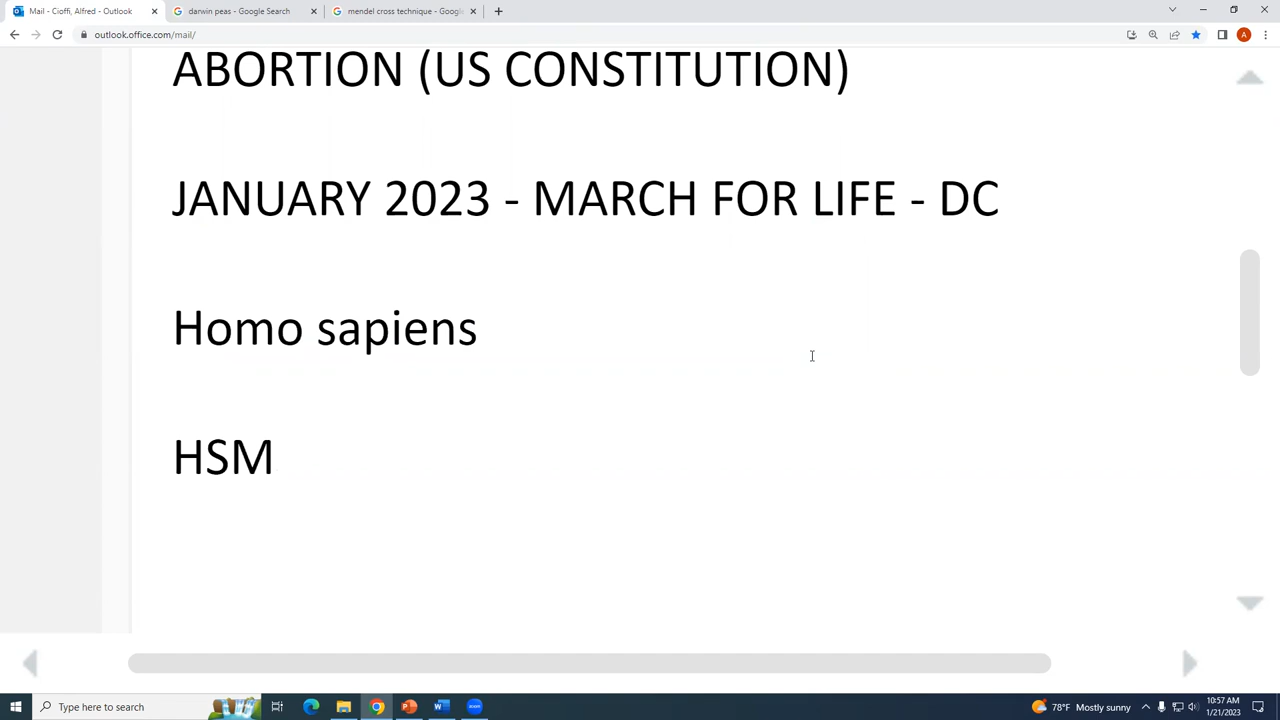 Mail - Cioffi, Alfred - Outlook
darwin peas - Google Search
mendel cross technique - Google
outlook.office.com/mail/
A
ABORTION (US CONSTITUTION)
JANUARY 2023 - MARCH FOR LIFE - DC
Homo sapiens
HSM
Type here to search
zoom
78°F Mostly sunny
10:57 AM
1/21/2023